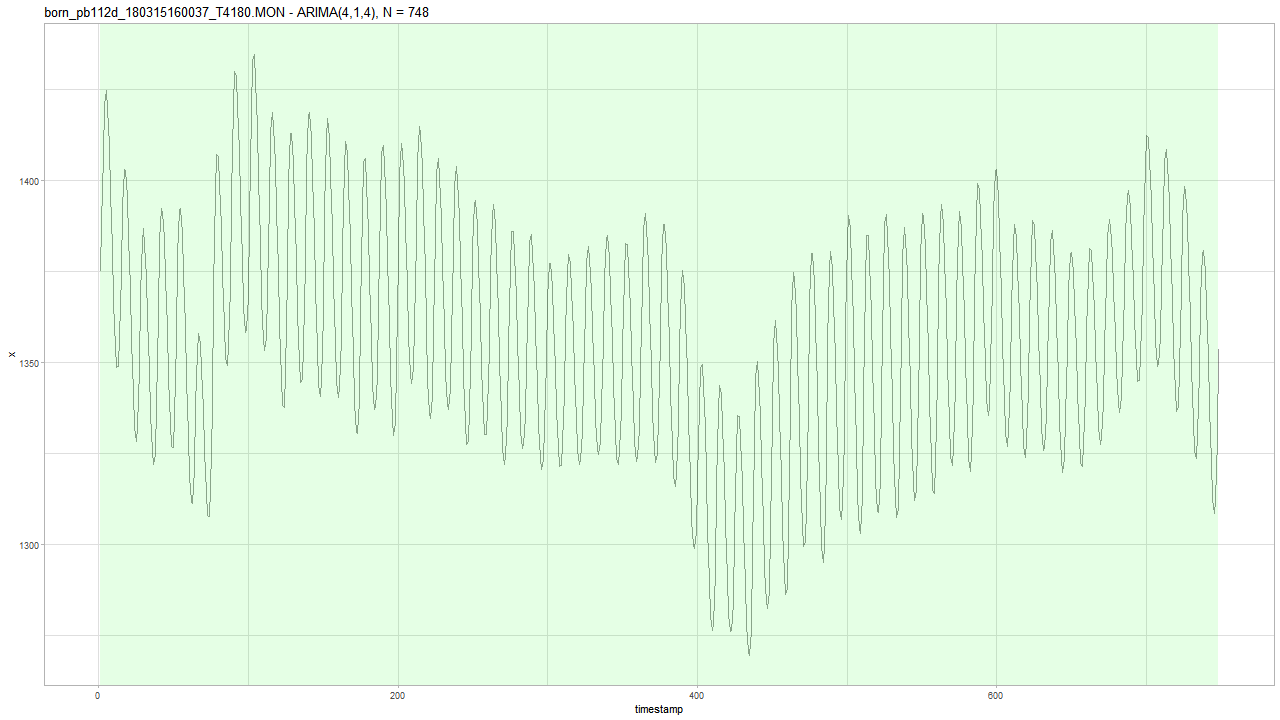 born_pb112d_180315160037_T4180.MON - ARIMA(4,1,4), N = 748
1400
1350
1300
x
0
200
400
600
timestamp